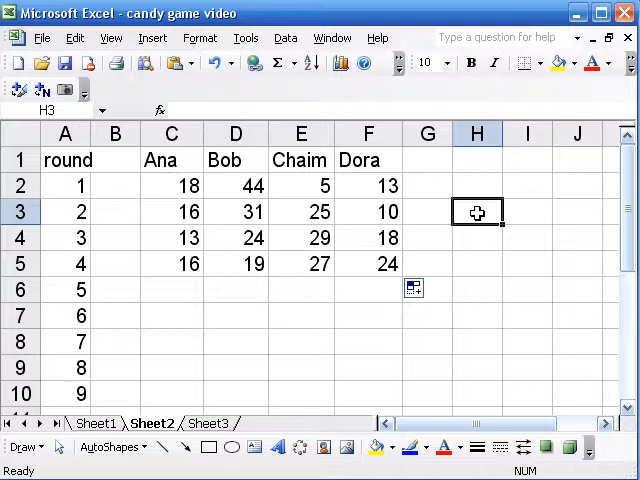 Microsoft Excel - candy game video
File Edit View Insert Format Tools Data Window Help Type a question for help
Σ 10 B I A
H3 fx
A B C D E F G H I J
1 round Ana Bob Chaim Dora
2 1 18 44 5 13
3 2 16 31 25 10
4 3 13 24 29 18
5 4 16 19 27 24
6 5
7 6
8 7
9 8
10 9
Sheet1 Sheet2 Sheet3
Draw AutoShapes A A
Ready NUM